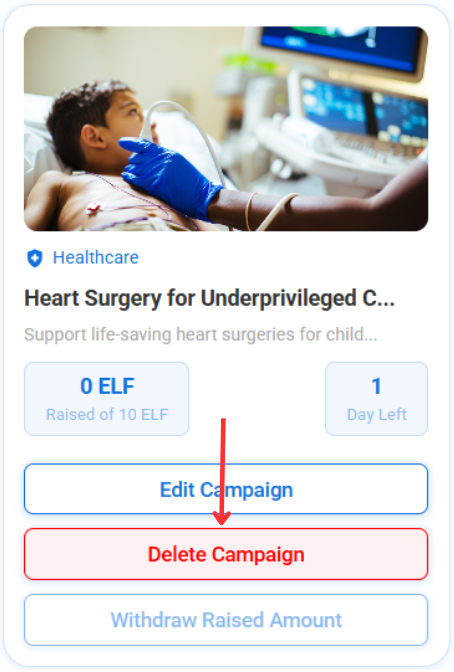 Healthcare
Heart Surgery for Underprivileged C...
Support life-saving heart surgeries for child...
0 ELF
Raised of 10 ELF
1
Day Left
Edit Campaign
Delete Campaign
Withdraw Raised Amount